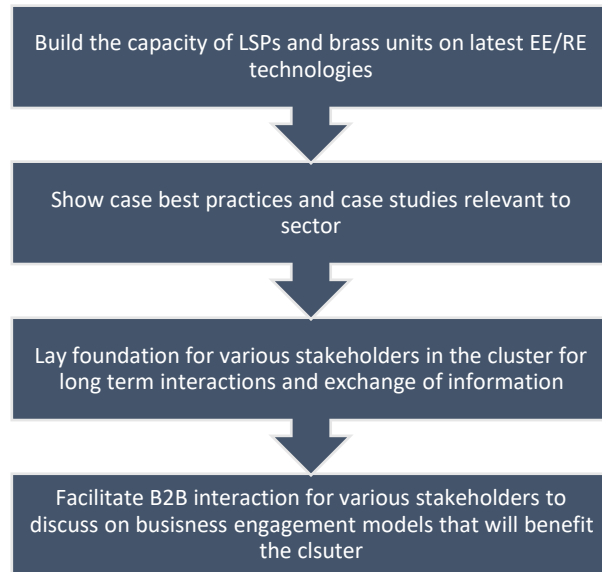 Build the capacity of LSPs and brass units on latest EE/RE
technologies
Show case best practices and case studies relevant to
sector
Lay foundation for various stakeholders in the cluster for
long term interactions and exchange of information
Facilitate B2B interaction for various stakeholders to
discuss on busisness engagement models that will benefit
the clsuter